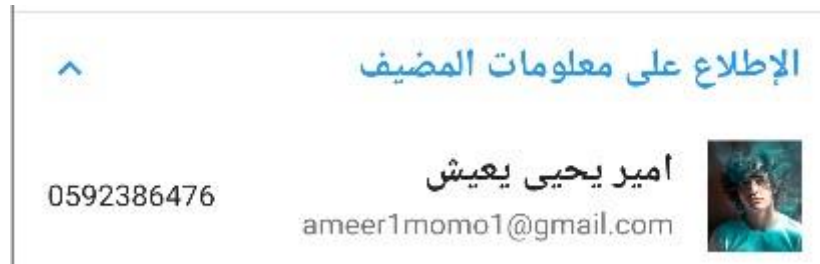 الإطلاع على معلومات المضيف
امير يحيى يعيش
0592386476
ameer1momo1@gmail.com